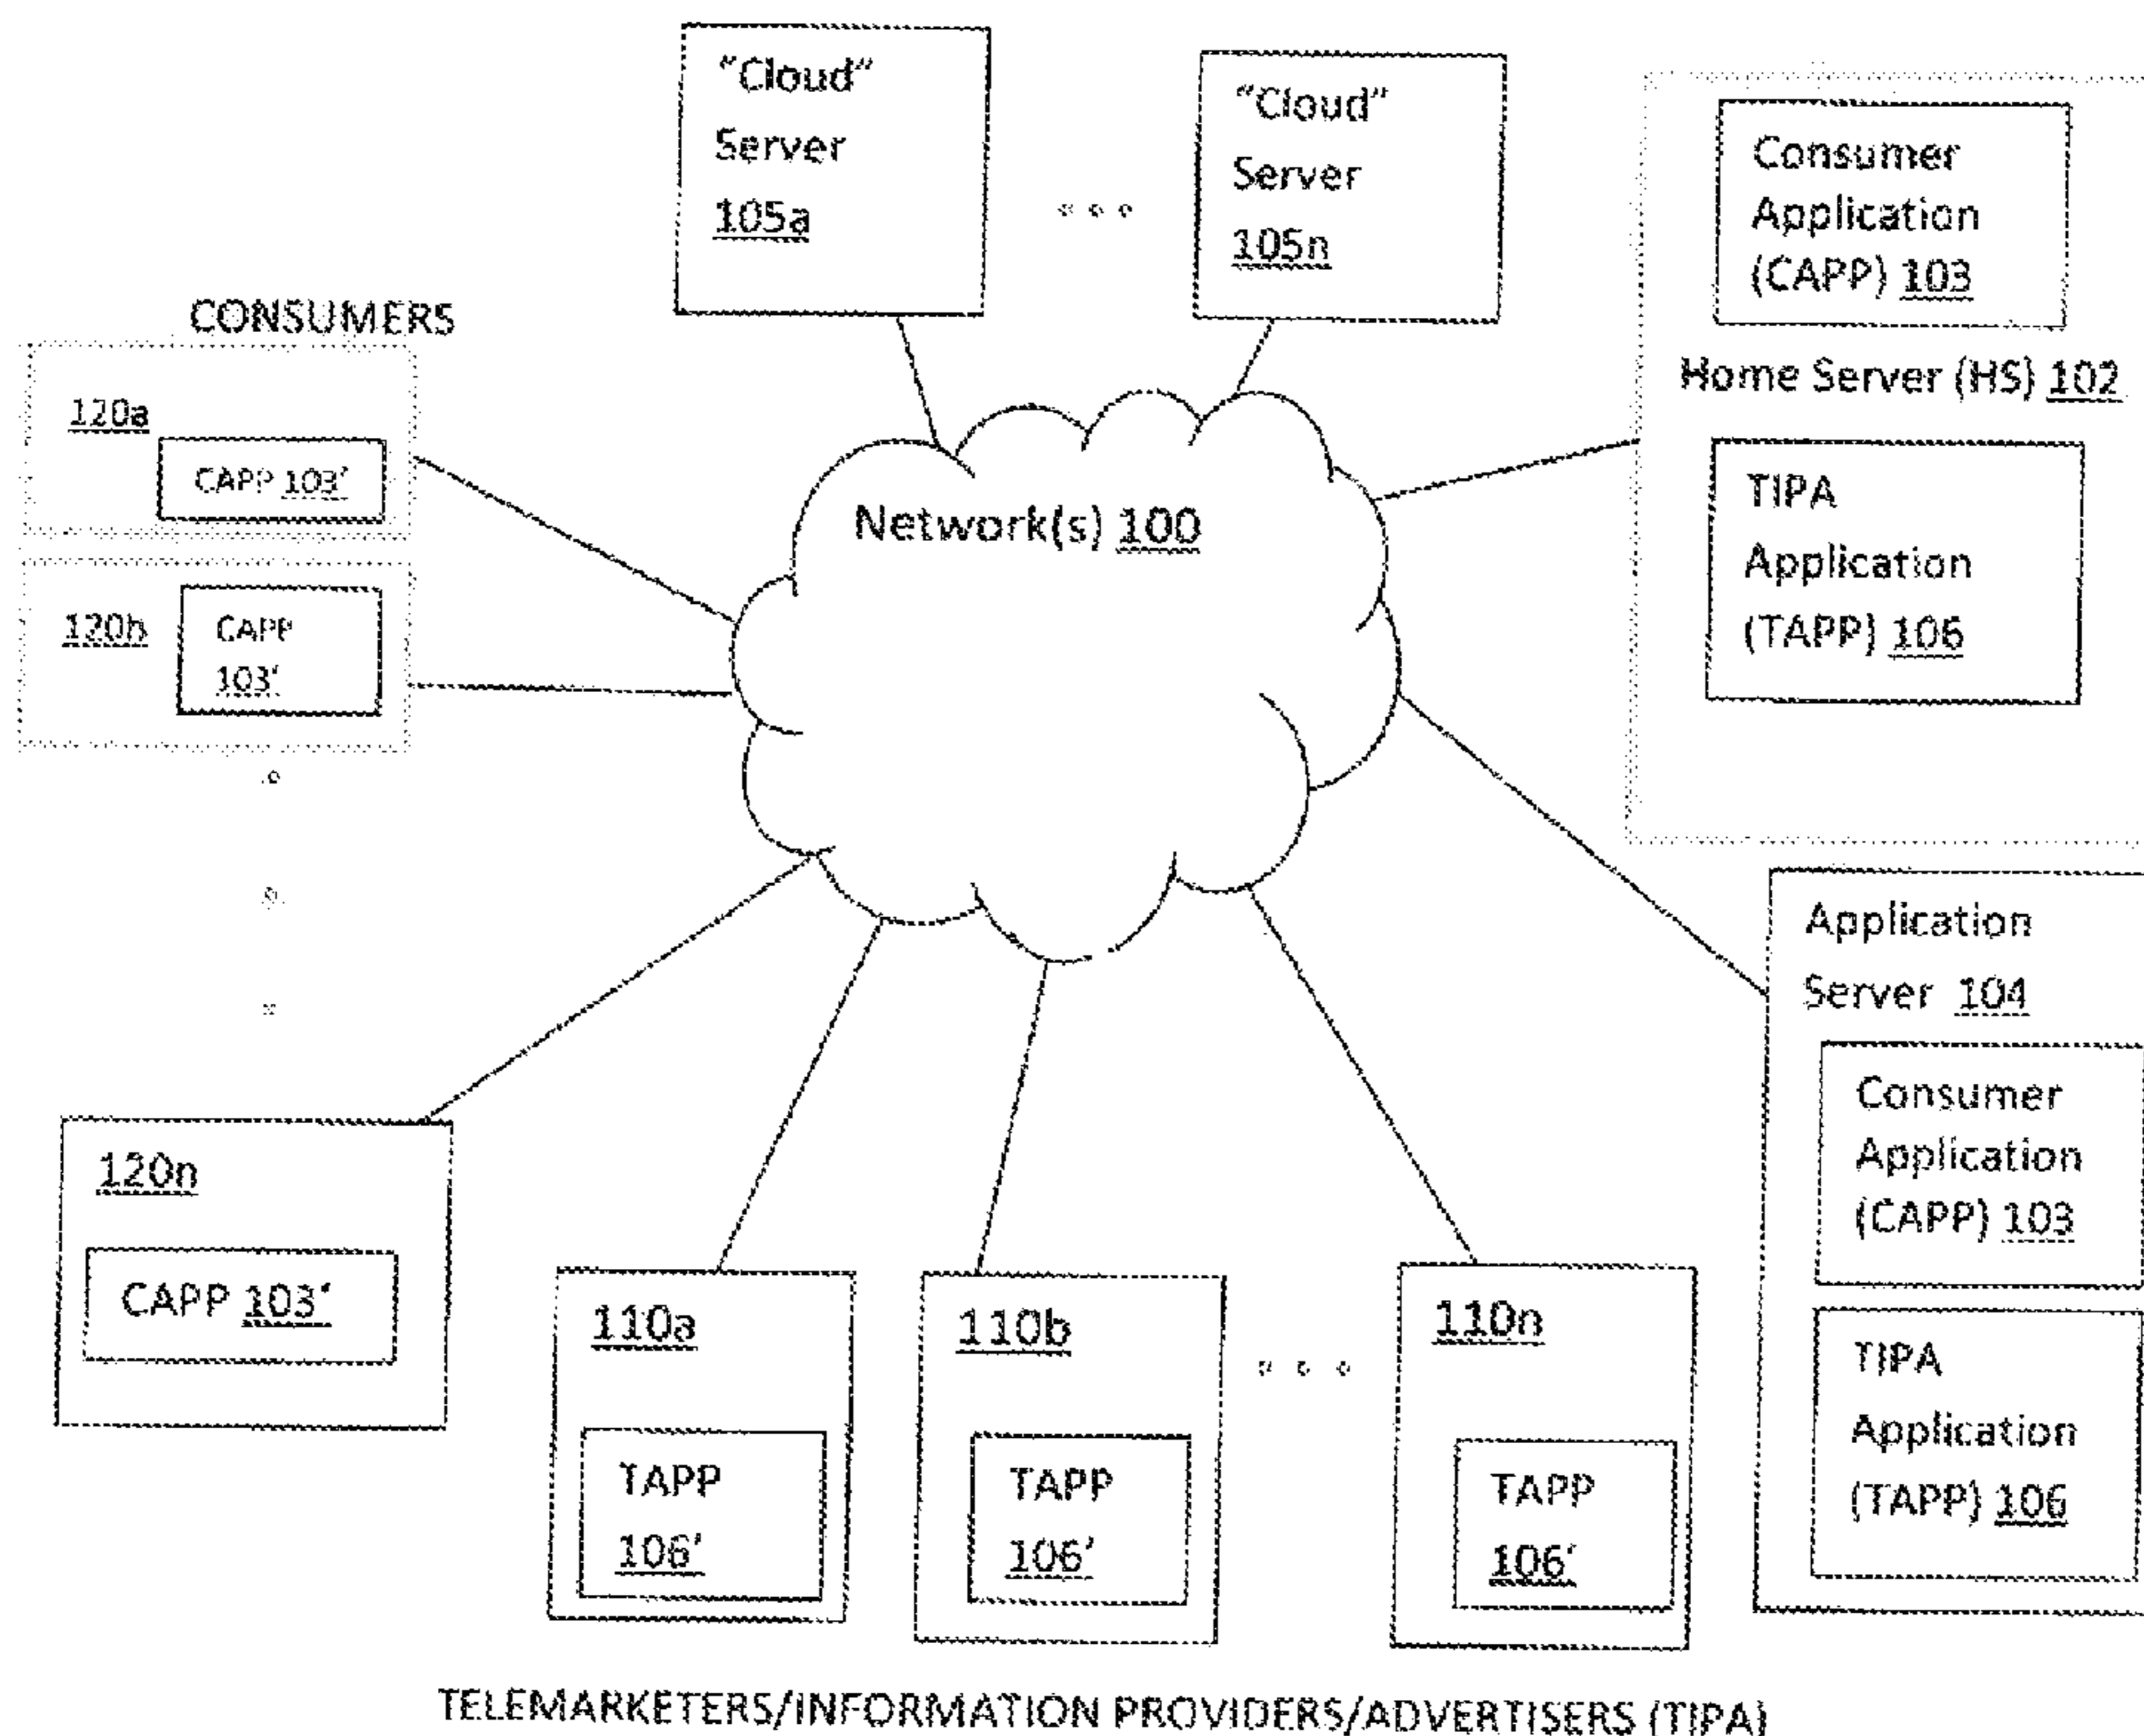 "Cloud"
Server
105a
"Cloud"
Server
105n
Consumer
Application
(CAPP) 103
Home Server (HS) 102
TIPA
Application
(TAPP) 106
CONSUMERS
120a
CAPP 103'
120b
CAPP
103'
Network(s) 100
Application
Server 104
Consumer
Application
(CAPP) 103
TIPA
Application
(TAPP) 106
120n
CAPP 103'
110a
TAPP
106'
110b
TAPP
106'
110n
TAPP
106'
TELEMARKETERS/INFORMATION PROVIDERS/ADVERTISERS (TIPA)